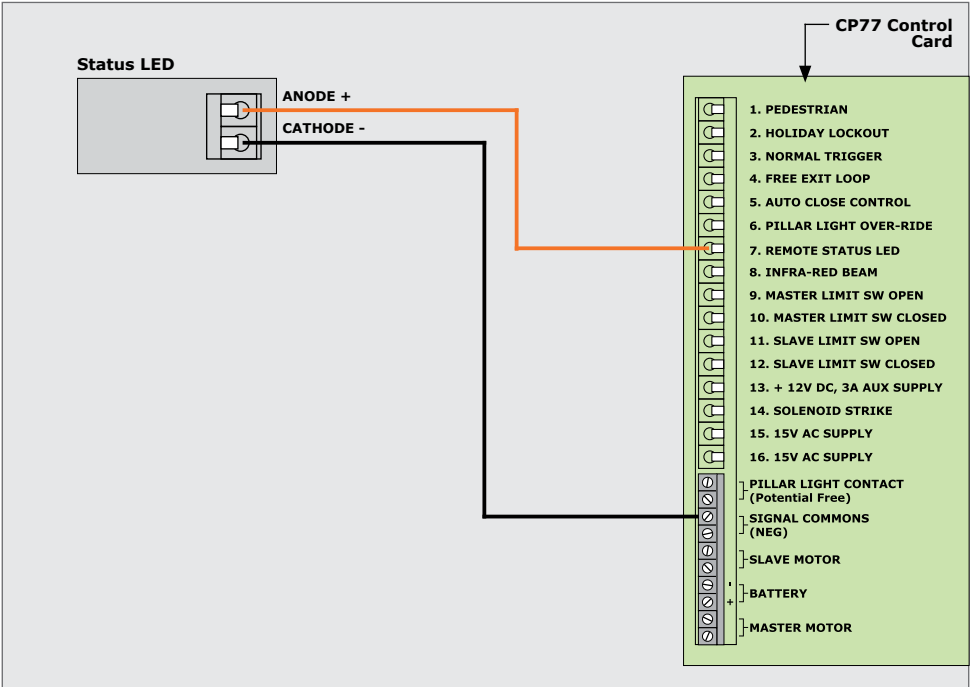 CP77 Control
Card
Status LED
ANODE +
CATHODE -
1. PEDESTRIAN
2. HOLIDAY LOCKOUT
3. NORMAL TRIGGER
4. FREE EXIT LOOP
5. AUTO CLOSE CONTROL
6. PILLAR LIGHT OVER-RIDE
7. REMOTE STATUS LED
8. INFRA-RED BEAM
9. MASTER LIMIT SW OPEN
10. MASTER LIMIT SW CLOSED
11. SLAVE LIMIT SW OPEN
12. SLAVE LIMIT SW CLOSED
13. + 12V DC, 3A AUX SUPPLY
14. SOLENOID STRIKE
15. 15V AC SUPPLY
16. 15V AC SUPPLY
PILLAR LIGHT CONTACT
(Potential Free)
SIGNAL COMMONS
(NEG)
SLAVE MOTOR
-
BATTERY
+
MASTER MOTOR